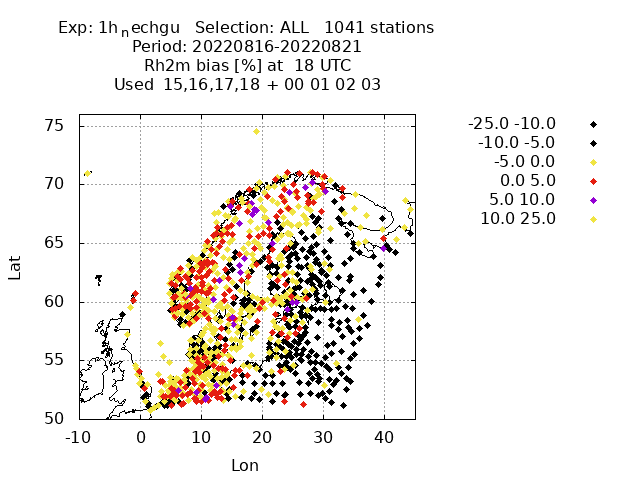 Exp: 1h_nechgu Selection: ALL 1041 stations
Period: 20220816-20220821
Rh2m bias [%] at 18 UTC
Used 15,16,17,18 + 00 01 02 03
-25.0 -10.0
-10.0 -5.0
-5.0 0.0
0.0 5.0
5.0 10.0
10.0 25.0
75
70
65
60
55
50
Lat
-10 0 10 20 30 40
Lon